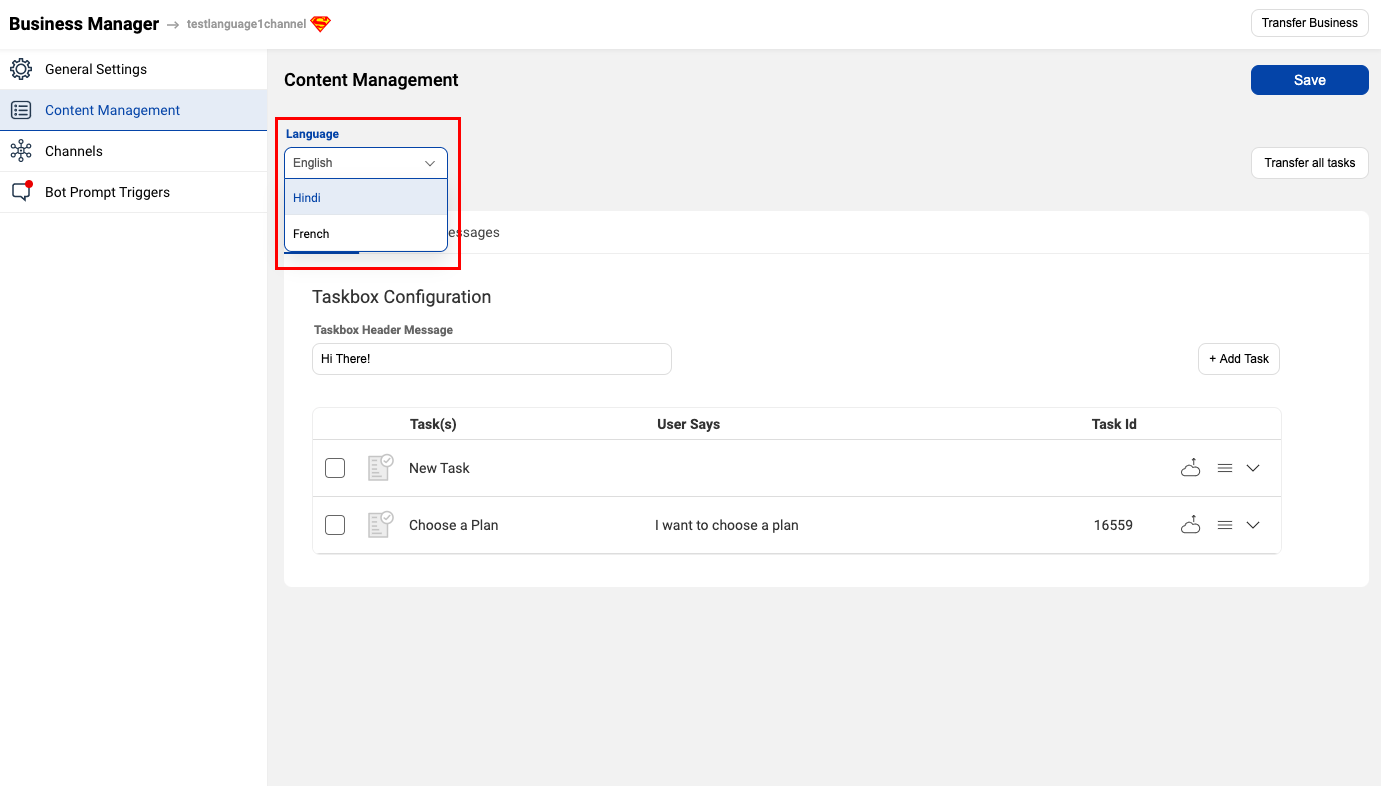 Business Manager → testlanguage1channel
Transfer Business
General Settings
Content Management
Channels
Bot Prompt Triggers
Content Management
Save
Language
English
Hindi
French
Transfer all tasks
essages
Taskbox Configuration
Taskbox Header Message
Hi There!
+ Add Task
Task(s) User Says Task Id
New Task
Choose a Plan I want to choose a plan 16559